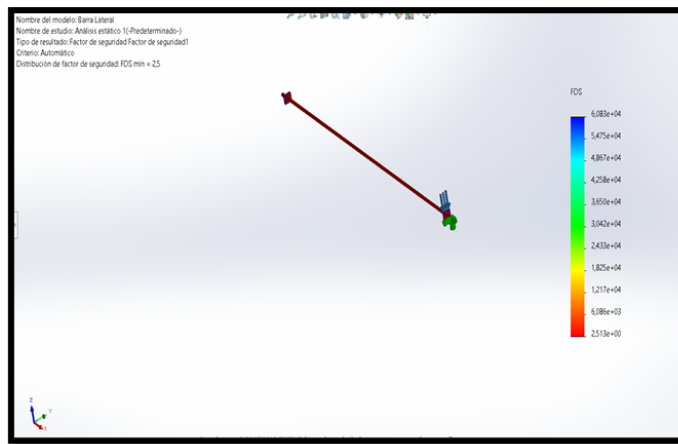 Nombre del modelo: Barra Lateral
Nombre de estudio: Análisis estático 1(-Predeterminado-)
Tipo de resultado: Factor de seguridad Factor de seguridad1
Criterio: Automático
Distribución de factor de seguridad: FDS mín = 2,5
FDS
6,083e+04
5,475e+04
4,867e+04
4,258e+04
3,650e+04
3,042e+04
2,433e+04
1,825e+04
1,217e+04
6,086e+03
2,513e+00
Z
Y
X